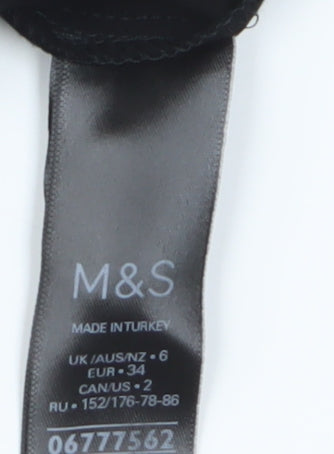 M&S
MADE IN TURKEY
UK/AUS/NZ • 6
EUR • 34
CAN/US • 2
RU • 152/176-78-86
06777562